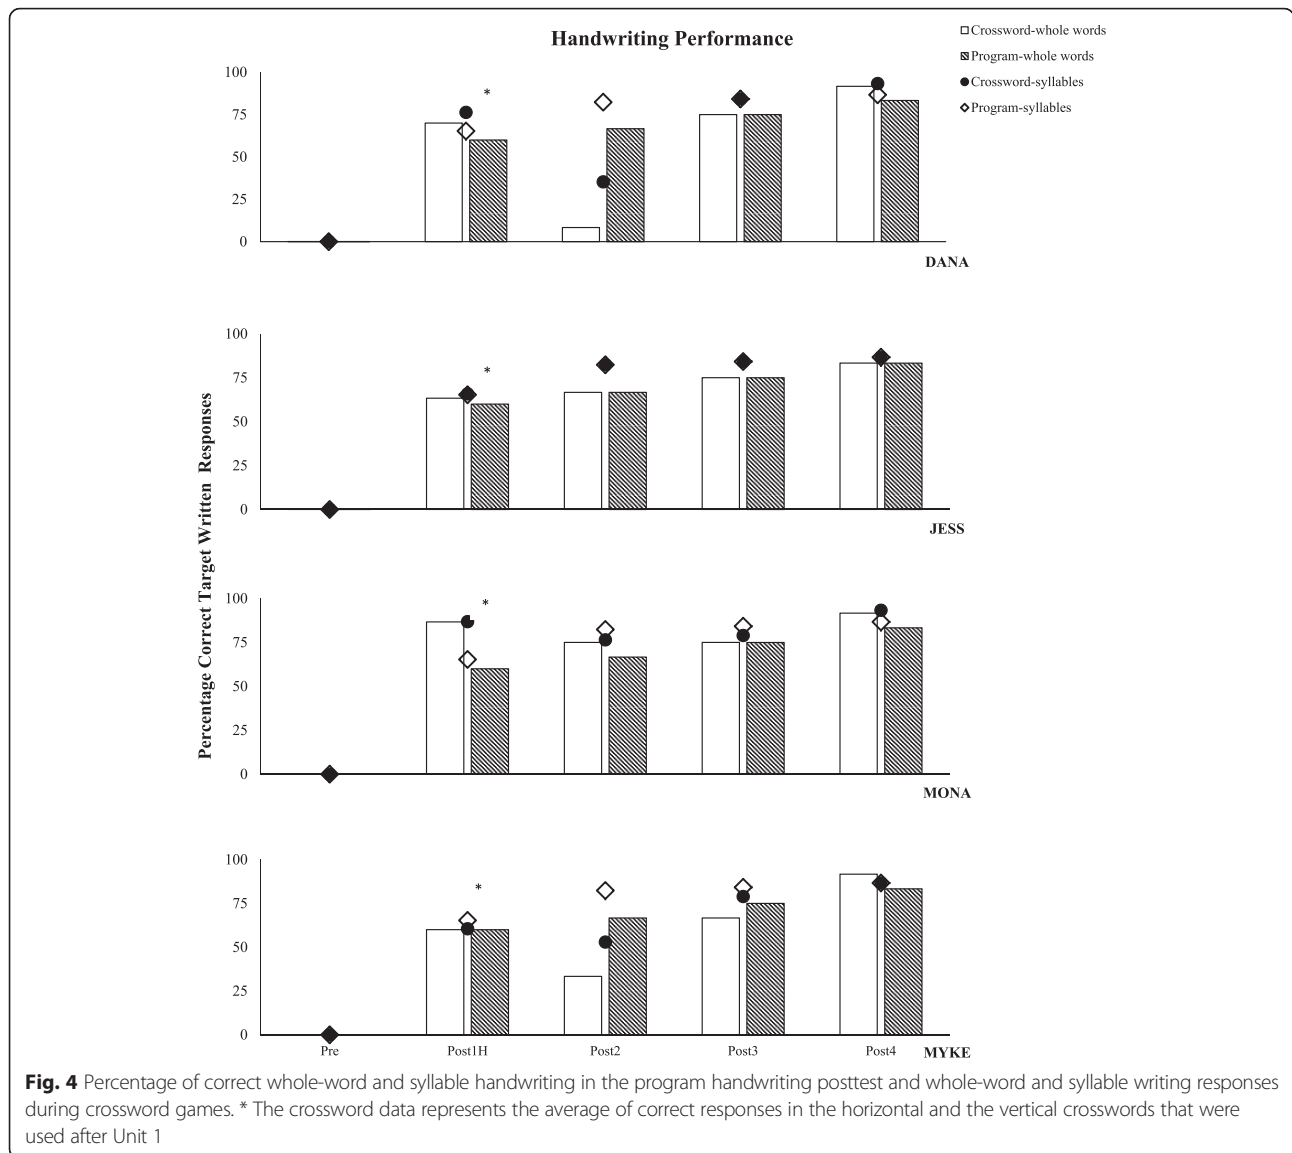 Handwriting Performance
Crossword-whole words
Program-whole words
Crossword-syllables
Program-syllables
Percentage Correct Target Written Responses
100
75
50
25
0
*
DANA
100
75
50
25
0
*
JESS
100
75
50
25
0
*
MONA
100
75
50
25
0
*
Pre Post1H Post2 Post3 Post4 MYKE
Fig. 4 Percentage of correct whole-word and syllable handwriting in the program handwriting posttest and whole-word and syllable writing responses
during crossword games. * The crossword data represents the average of correct responses in the horizontal and the vertical crosswords that were
used after Unit 1